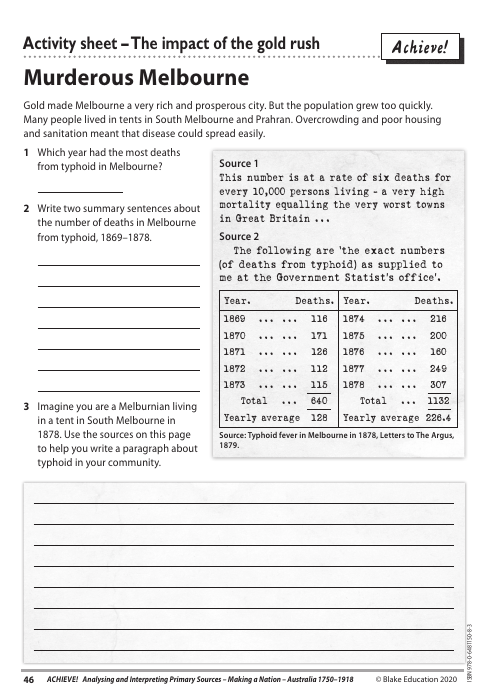 Activity sheet – The impact of the gold rush
Achieve!
Murderous Melbourne
Gold made Melbourne a very rich and prosperous city. But the population grew too quickly.
Many people lived in tents in South Melbourne and Prahran. Overcrowding and poor housing
and sanitation meant that disease could spread easily.
1 Which year had the most deaths
from typhoid in Melbourne?
2 Write two summary sentences about
the number of deaths in Melbourne
from typhoid, 1869–1878.
3 Imagine you are a Melburnian living
in a tent in South Melbourne in
1878. Use the sources on this page
to help you write a paragraph about
typhoid in your community.
Source 1
This number is at a rate of six deaths for
every 10,000 persons living - a very high
mortality equalling the very worst towns
in Great Britain ...
Source 2
The following are 'the exact numbers
(of deaths from typhoid) as supplied to
me at the Government Statist's office'.
Year. Deaths. Year. Deaths.
1869 ... ... 116 1874 ... ... 216
1870 ... ... 171 1875 ... ... 200
1871 ... ... 126 1876 ... ... 160
1872 ... ... 112 1877 ... ... 249
1873 ... ... 115 1878 ... ... 307
Total ... 640 Total ... 1132
Yearly average 128 Yearly average 226.4
Source: Typhoid fever in Melbourne in 1878, Letters to The Argus,
1879.
46 ACHIEVE! Analysing and Interpreting Primary Sources – Making a Nation – Australia 1750–1918 © Blake Education 2020
ISBN 978-0-6481150-8-3